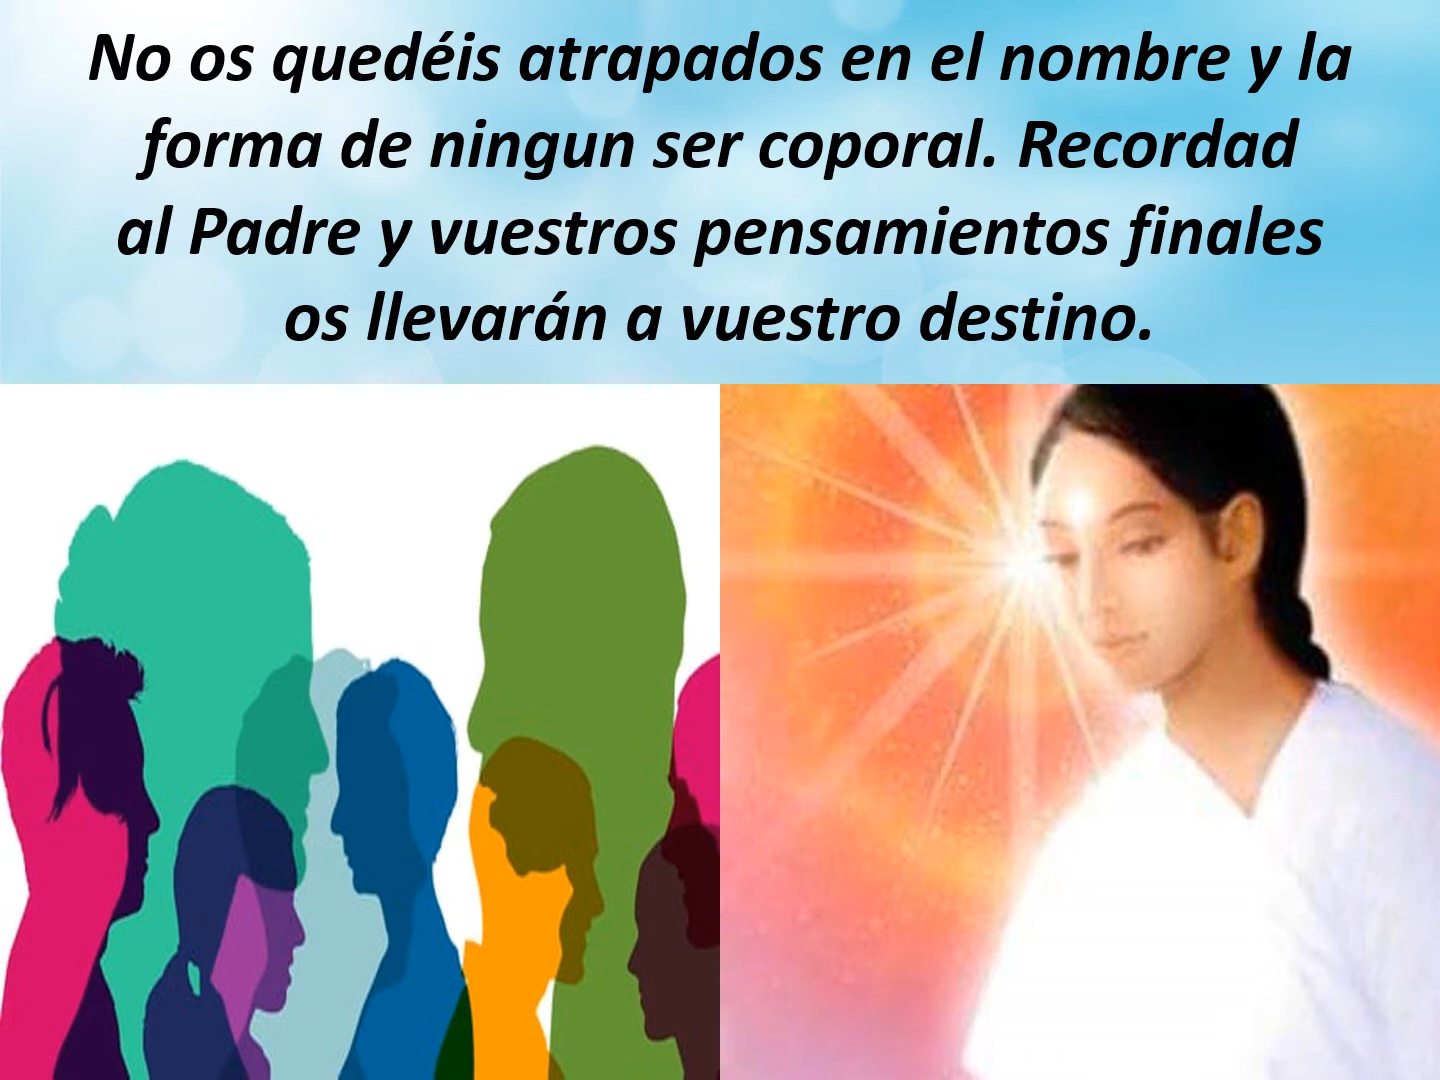 No os quedéis atrapados en el nombre y la
forma de ningun ser coporal. Recordad
al Padre y vuestros pensamientos finales
os llevarán a vuestro destino.